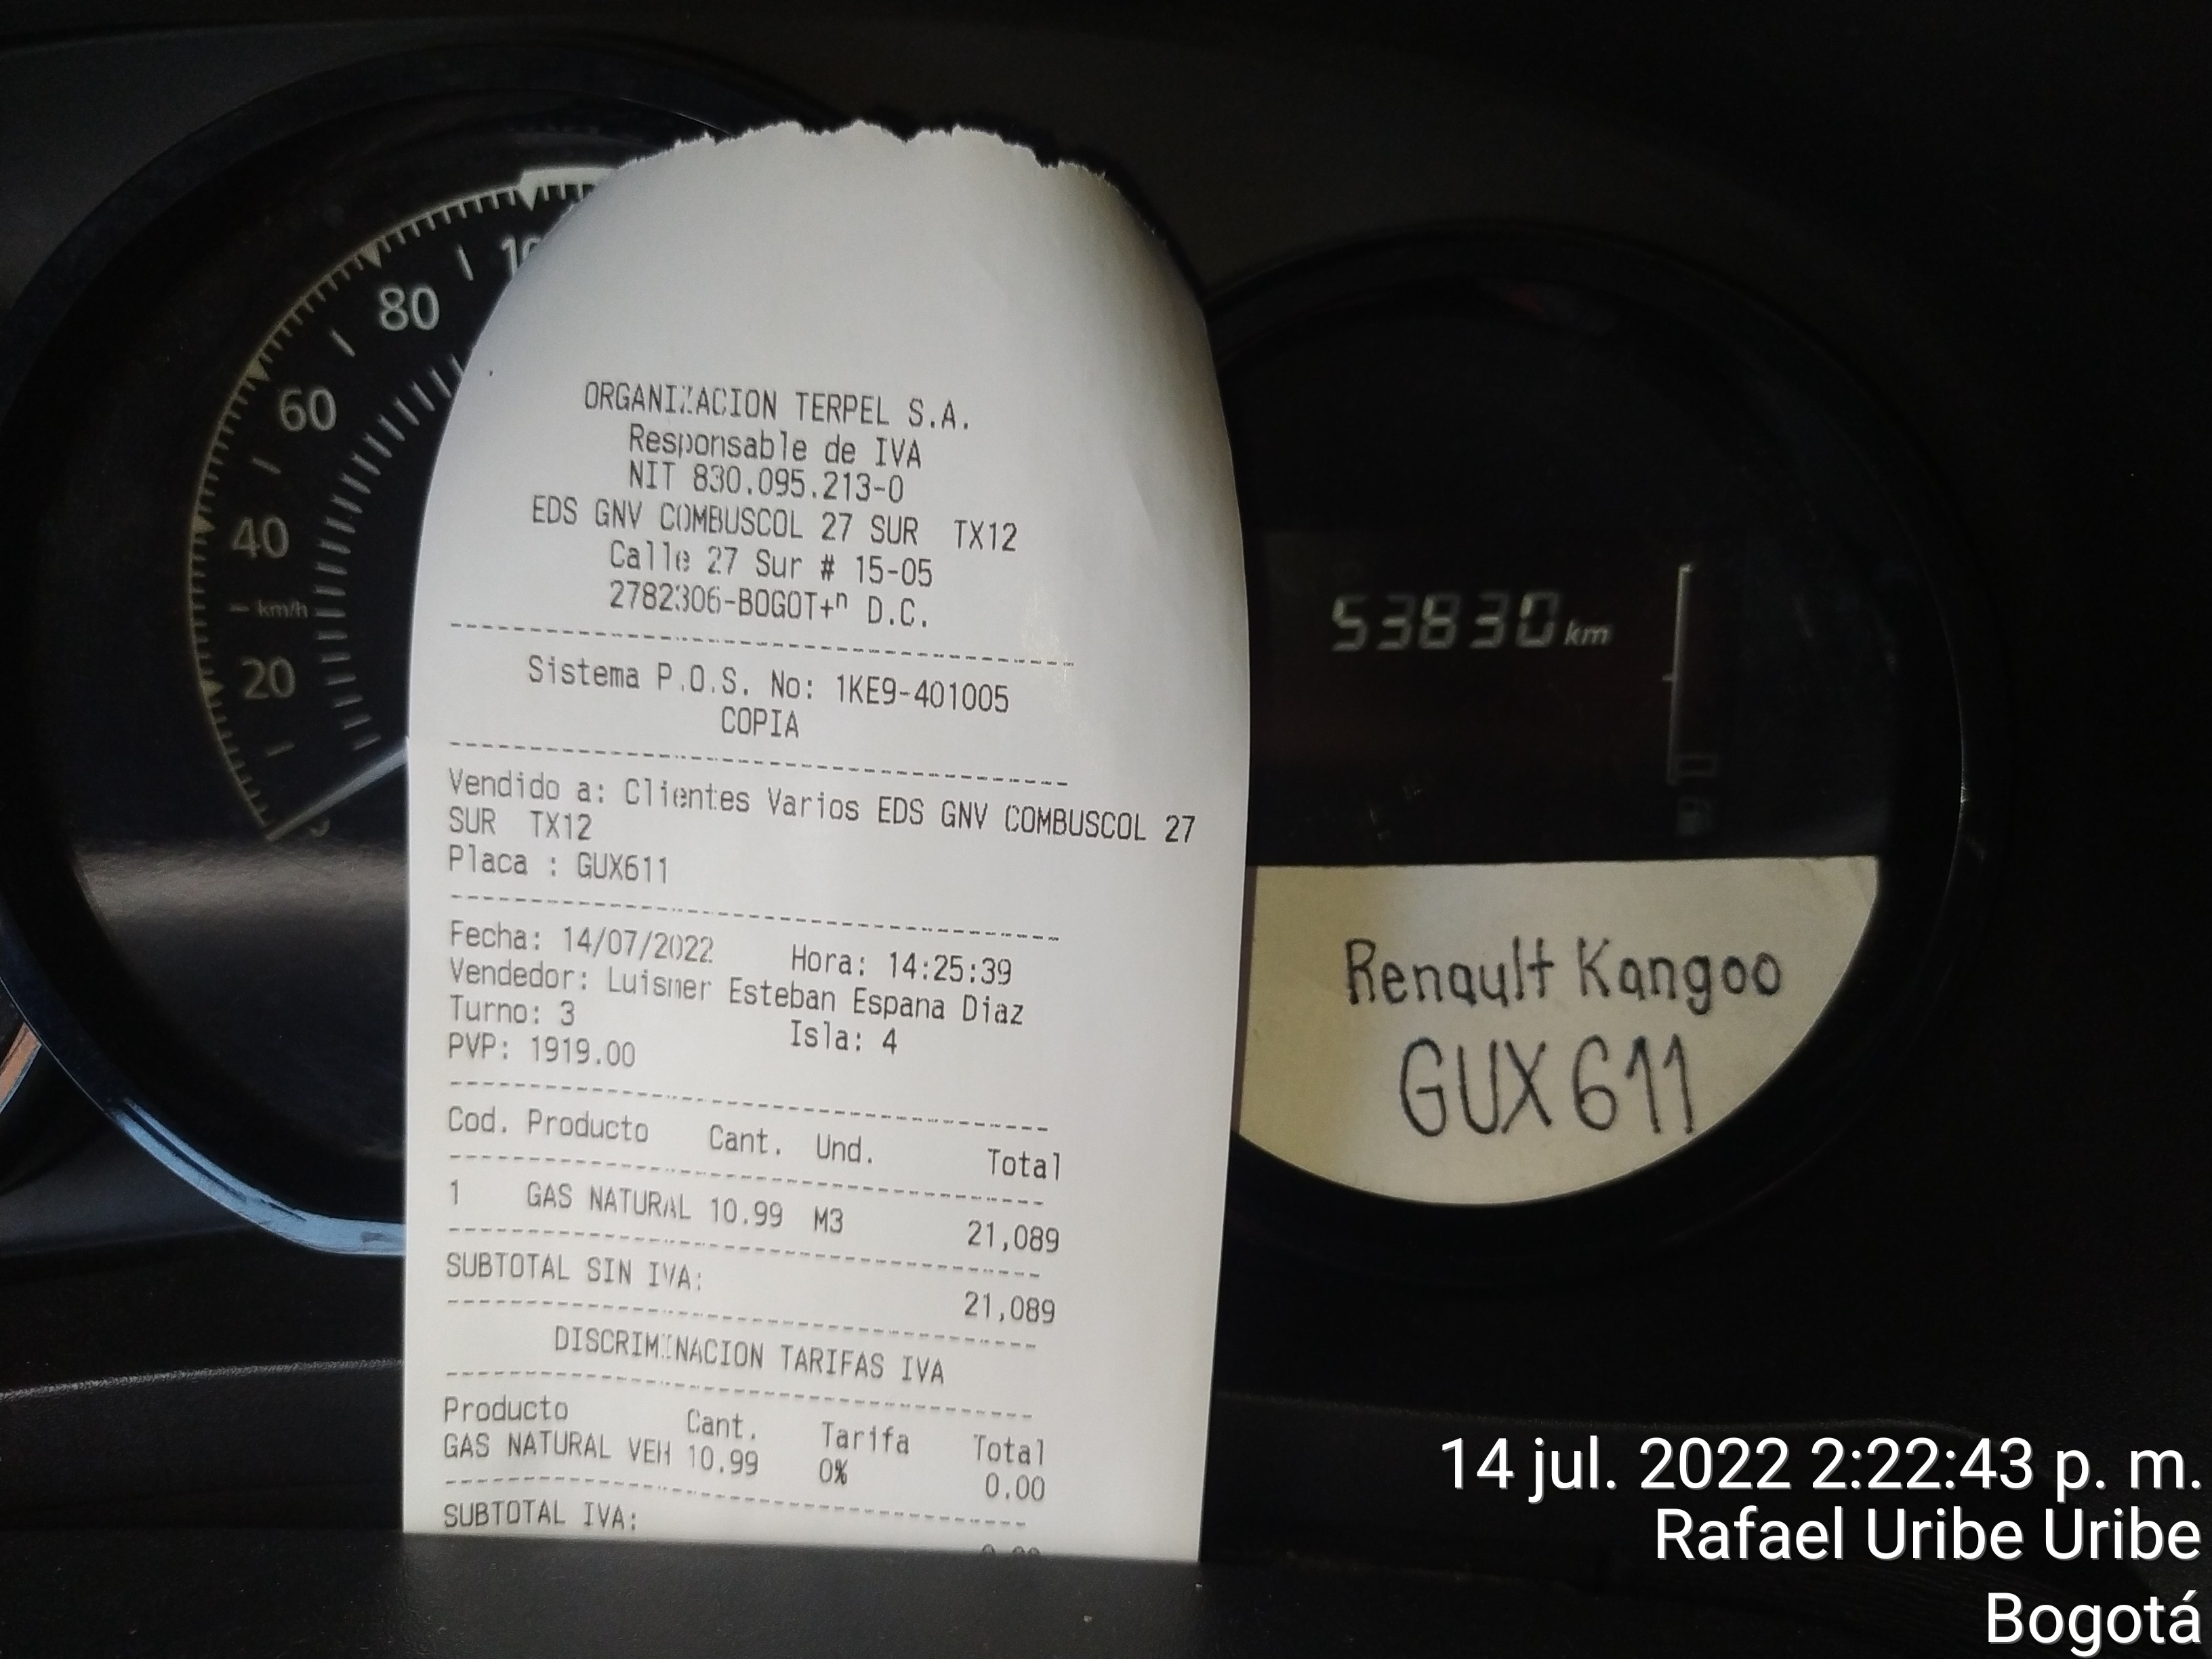 ORGANIZACION TERPEL S.A.
Responsable de IVA
NIT 830.095.213-0
EDS GNV COMBUSCOL 27 SUR TX12
Calle 27 Sur # 15-05
2782306-BOGOT+ⁿ D.C.
Sistema P.O.S. No: 1KE9-401005
COPIA
Vendido a: Clientes Varios EDS GNV COMBUSCOL 27
SUR TX12
Placa : GUX611
Fecha: 14/07/2022 Hora: 14:25:39
Vendedor: Luismer Esteban Espana Diaz
Turno: 3 Isla: 4
PVP: 1919.00
Cod. Producto Cant. Und. Total
1 GAS NATURAL 10.99 M3 21,089
SUBTOTAL SIN IVA: 21,089
DISCRIMINACION TARIFAS IVA
Producto Cant. Tarifa Total
GAS NATURAL VEH 10.99 0% 0.00
SUBTOTAL IVA:
20
km/h
40
60
80
53830 km
Renault Kangoo
GUX611
14 jul. 2022 2:22:43 p. m.
Rafael Uribe Uribe
Bogotá